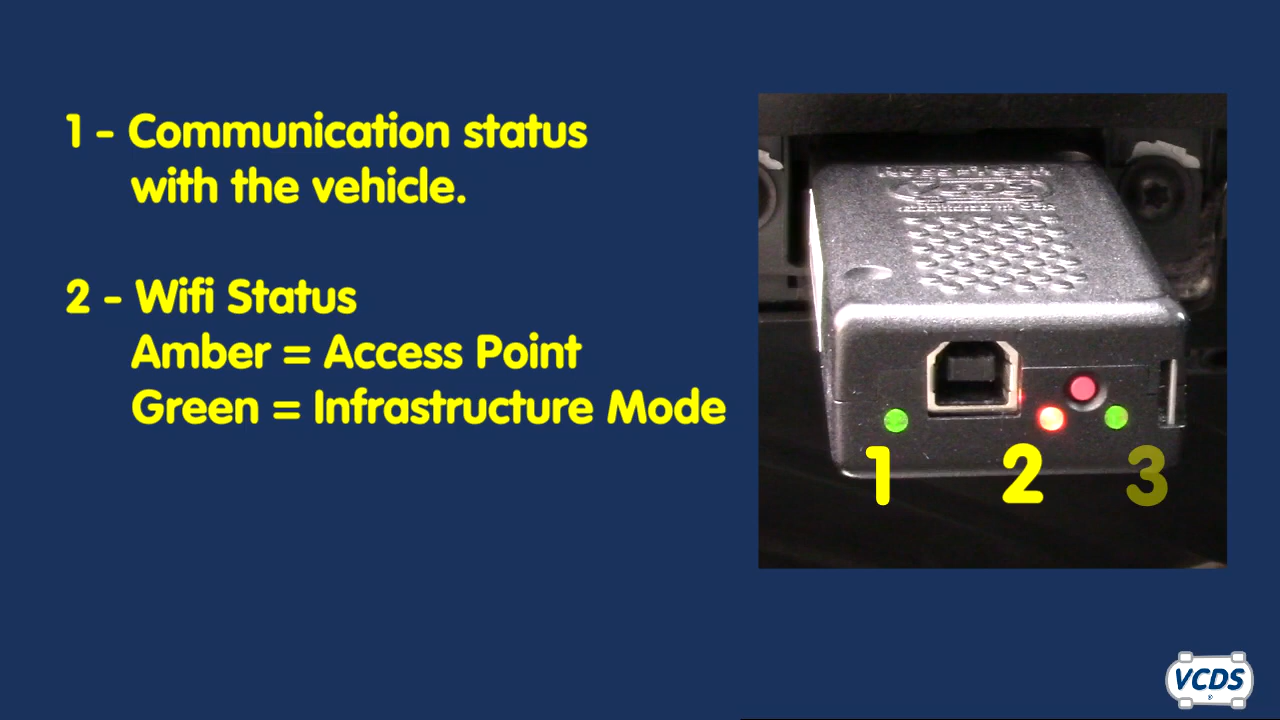 1 - Communication status
with the vehicle.
2 - Wifi Status
Amber = Access Point
Green = Infrastructure Mode
1
2
3
VCDS
®